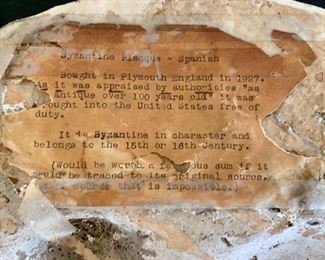 Byzantine Plaque - Spanish
Bought in Plymouth England in 1927.
As it was appraised by authorities "as
antique over 100 years old" it was
brought into the United States free of
duty.
It is Byzantine in character and
belongs to the 15th or 16th Century.
(Would be worth a fabulous sum if it
could be traced to its original source.
Of course that is impossible.)